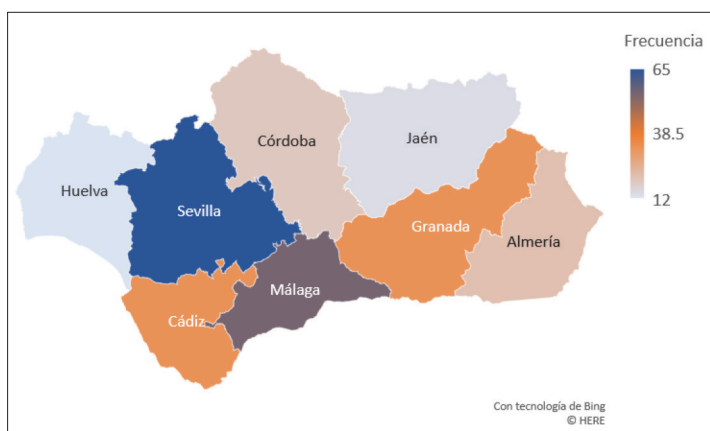 Frecuencia
65
38.5
12
Córdoba
Jaén
Huelva
Sevilla
Granada
Almería
Málaga
Cádiz
Con tecnología de Bing
© HERE